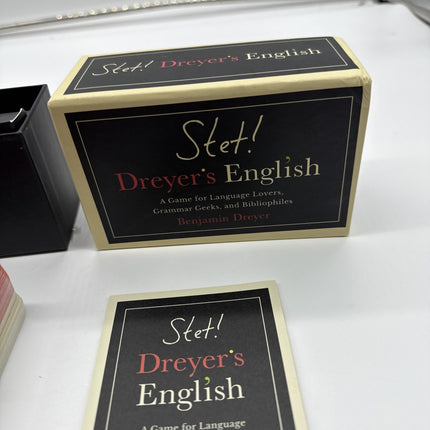 Stet! Dreyer's English
Stet!
Dreyer's English
A Game for Language Lovers,
Grammar Geeks, and Bibliophiles
Benjamin Dreyer
Stet!
Dreyer's
English
A Game for Language